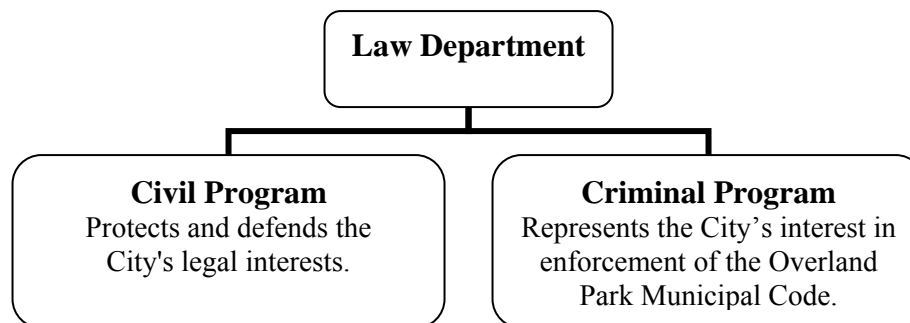 Law Department
Civil Program
Protects and defends the
City's legal interests.
Criminal Program
Represents the City’s interest in
enforcement of the Overland
Park Municipal Code.